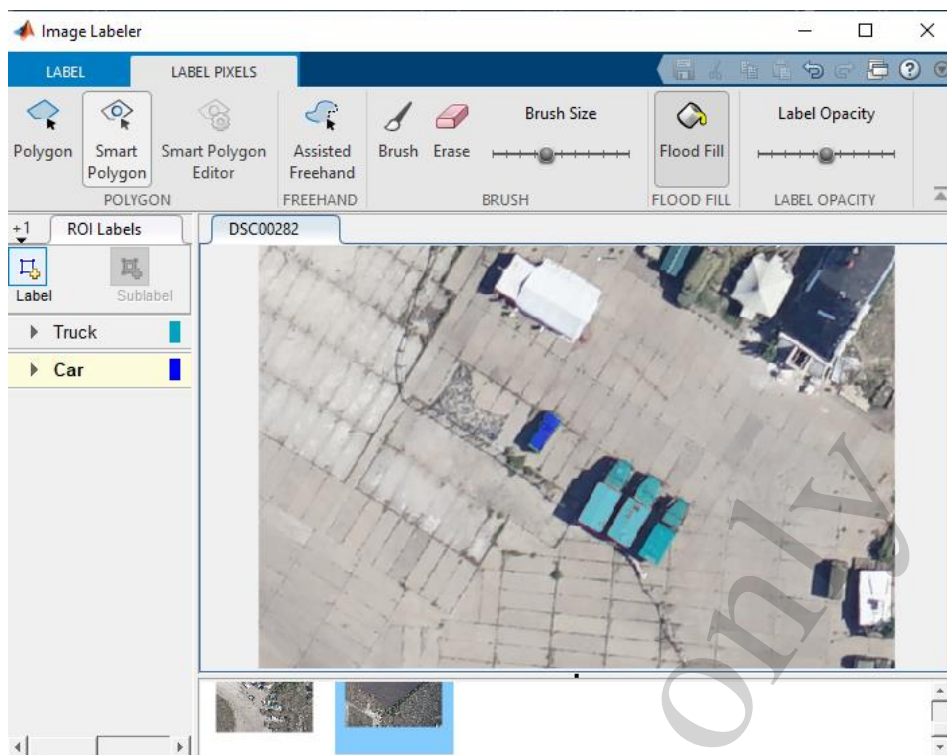 Image Labeler
LABEL
LABEL PIXELS
Polygon
Smart Polygon
Smart Polygon Editor
Assisted Freehand
Brush
Erase
Brush Size
Flood Fill
Label Opacity
POLYGON
FREEHAND
BRUSH
FLOOD FILL
LABEL OPACITY
+1
ROI Labels
DSC00282
Label
Sublabel
Truck
Car
only